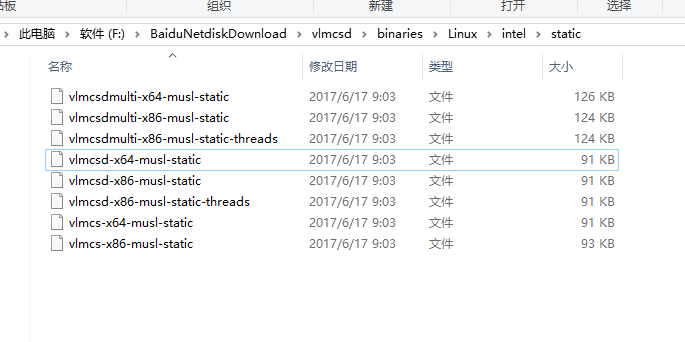 贴板 组织 新建 打开 选择
此电脑 软件 (F:) BaiduNetdiskDownload vlmcsd binaries Linux intel static
名称 修改日期 类型 大小
vlmcsdmulti-x64-musl-static 2017/6/17 9:03 文件 126 KB
vlmcsdmulti-x86-musl-static 2017/6/17 9:03 文件 124 KB
vlmcsdmulti-x86-musl-static-threads 2017/6/17 9:03 文件 124 KB
vlmcsd-x64-musl-static 2017/6/17 9:03 文件 91 KB
vlmcsd-x86-musl-static 2017/6/17 9:03 文件 91 KB
vlmcsd-x86-musl-static-threads 2017/6/17 9:03 文件 91 KB
vlmcs-x64-musl-static 2017/6/17 9:03 文件 91 KB
vlmcs-x86-musl-static 2017/6/17 9:03 文件 93 KB